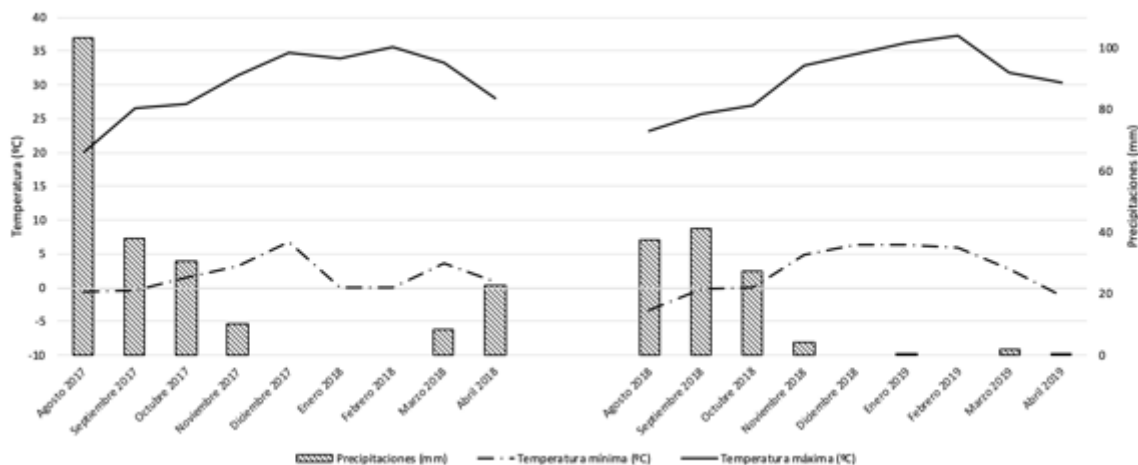 40
35
30
25
20
15
10
5
0
-5
-10
Temperatura (ºC)
100
80
60
40
20
0
Precipitaciones (mm)
Agosto 2017
Septiembre 2017
Octubre 2017
Noviembre 2017
Diciembre 2017
Enero 2018
Febrero 2018
Marzo 2018
Abril 2018
Agosto 2018
Septiembre 2018
Octubre 2018
Noviembre 2018
Diciembre 2018
Enero 2019
Febrero 2019
Marzo 2019
Abril 2019
Precipitaciones (mm) Temperatura mínima (ºC) Temperatura máxima (ºC)